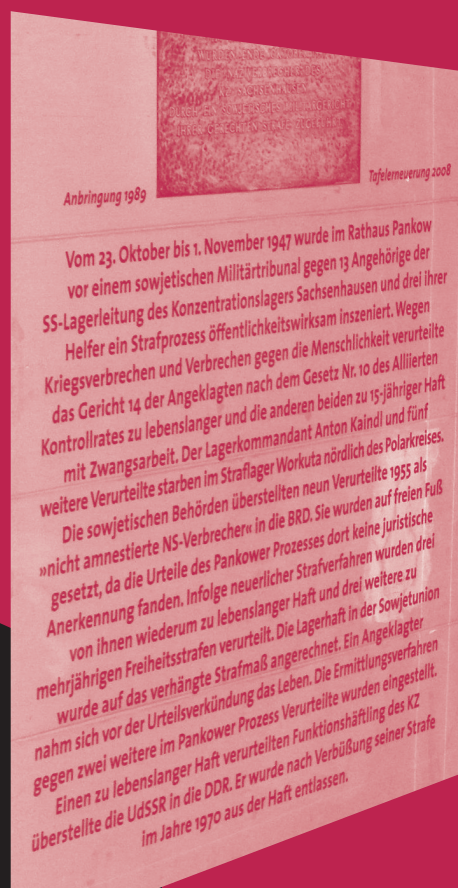 Anbringung 1989
Tafelerneuerung 2008
Vom 23. Oktober bis 1. November 1947 wurde im Rathaus Pankow
vor einem sowjetischen Militärtribunal gegen 13 Angehörige der
SS-Lagerleitung des Konzentrationslagers Sachsenhausen und drei ihrer
Helfer ein Strafprozess öffentlichkeitswirksam inszeniert. Wegen
Kriegsverbrechen und Verbrechen gegen die Menschlichkeit verurteilte
das Gericht 14 der Angeklagten nach dem Gesetz Nr. 10 des Alliierten
Kontrollrates zu lebenslanger und die anderen beiden zu 15-jähriger Haft
mit Zwangsarbeit. Der Lagerkommandant Anton Kaindl und fünf
weitere Verurteilte starben im Straflager Workuta nördlich des Polarkreises.
Die sowjetischen Behörden überstellten neun Verurteilte 1955 als
»nicht amnestierte NS-Verbrecher« in die BRD. Sie wurden auf freien Fuß
gesetzt, da die Urteile des Pankower Prozesses dort keine juristische
Anerkennung fanden. Infolge neuerlicher Strafverfahren wurden drei
von ihnen wiederum zu lebenslanger Haft und drei weitere zu
mehrjährigen Freiheitsstrafen verurteilt. Die Lagerhaft in der Sowjetunion
wurde auf das verhängte Strafmaß angerechnet. Ein Angeklagter
nahm sich vor der Urteilsverkündung das Leben. Die Ermittlungsverfahren
gegen zwei weitere im Pankower Prozess Verurteilte wurden eingestellt.
Einen zu lebenslanger Haft verurteilten Funktionshäftling des KZ
überstellte die UdSSR in die DDR. Er wurde nach Verbüßung seiner Strafe
im Jahre 1970 aus der Haft entlassen.